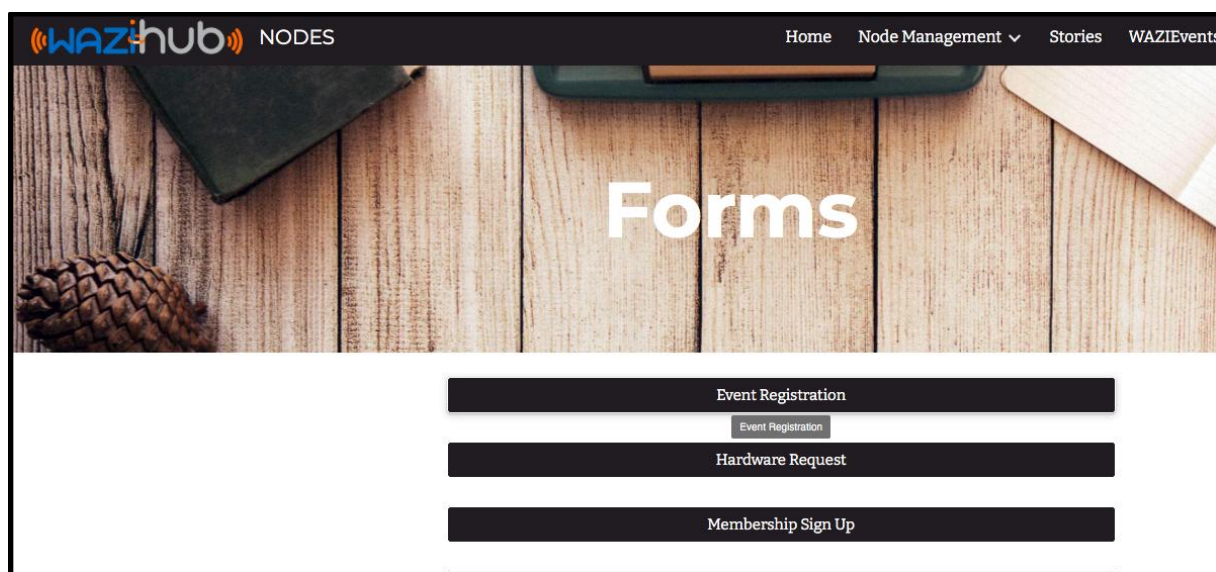 wazihub NODES Home Node Management Stories WAZIEvents
Forms
Event Registration
Event Registration
Hardware Request
Membership Sign Up